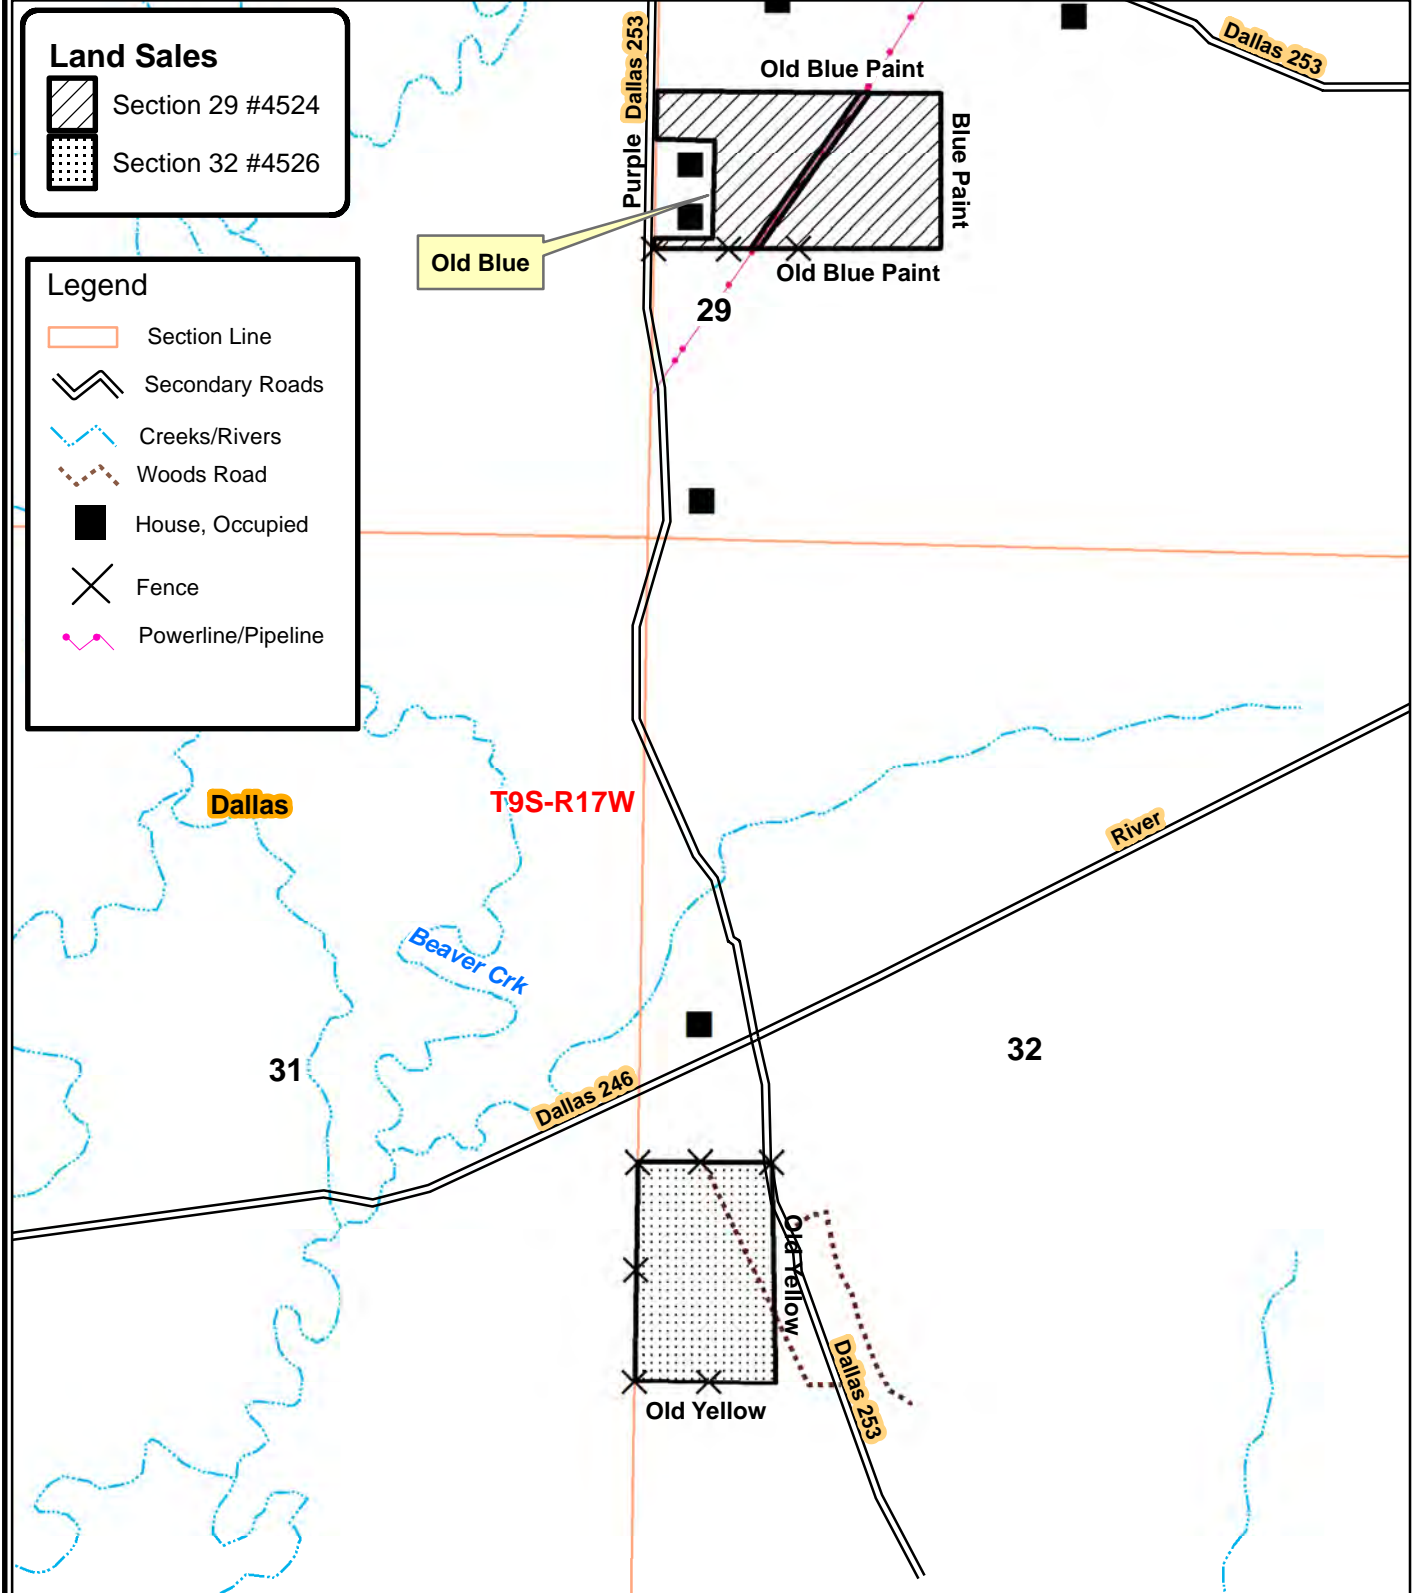 Land Sales
Section 29 #4524
Section 32 #4526
Legend
Section Line
Secondary Roads
Creeks/Rivers
Woods Road
House, Occupied
Fence
Powerline/Pipeline
Dallas 253
Purple
Old Blue Paint
Blue Paint
Dallas 253
Old Blue
Old Blue Paint
29
Dallas
T9S-R17W
River
Beaver Crk
31
32
Dallas 246
Old Yellow
Dallas 253
Old Yellow